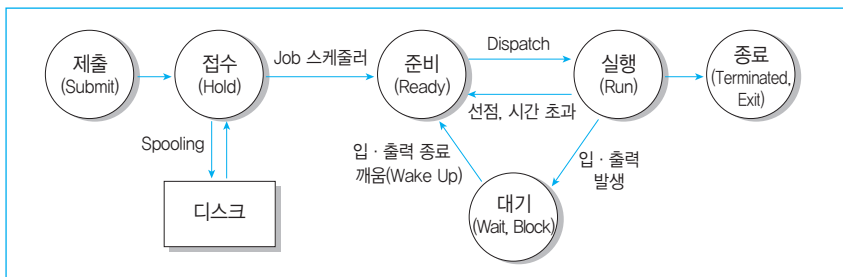 제출
(Submit)
접수
(Hold)
Job 스케줄러
준비
(Ready)
Dispatch
선점, 시간 초과
실행
(Run)
종료
(Terminated,
Exit)
Spooling
디스크
입 · 출력 종료
깨움(Wake Up)
대기
(Wait, Block)
입 · 출력
발생